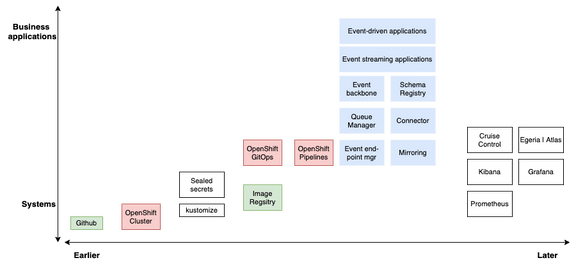 Business
applications
Event-driven applications
Event streaming applications
Event
backbone
Schema
Registry
Queue
Manager
Connector
Cruise
Control
Egeria I Atlas
OpenShift
GitOps
OpenShift
Pipelines
Event end-
point mgr
Mirroring
Kibana
Grafana
Sealed
secrets
Image
Regsitry
Systems
kustomize
Prometheus
Github
OpenShift
Cluster
Earlier
Later